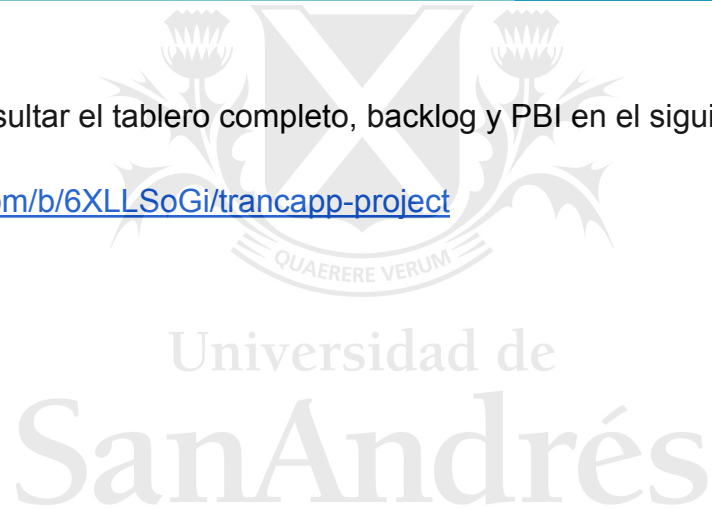 sultar el tablero completo, backlog y PBI en el sigui
om/b/6XLLSoGi/trancapp-project
QUAERERE VERUM
Universidad de
SanAndrés